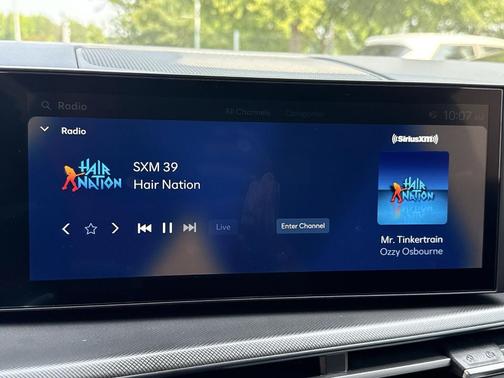 Radio
All Channels Categories
10:07
Radio
((SiriusXM))
HAIR
NATION
SXM 39
Hair Nation
HAIR
NATION
Live
Enter Channel
Mr. Tinkertrain
Ozzy Osbourne